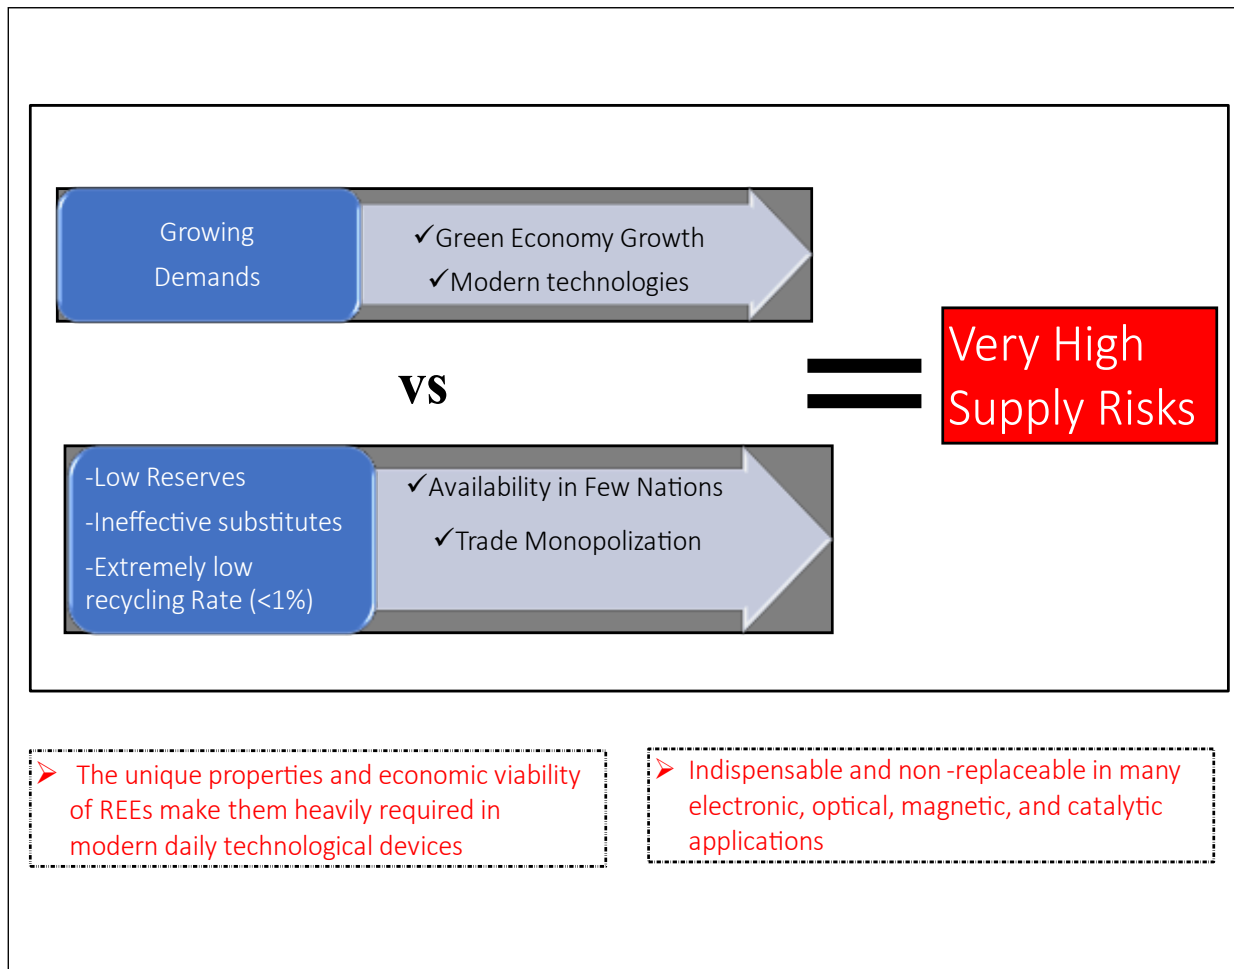 Growing
Demands
✓Green Economy Growth
✓Modern technologies
vs
=
Very High
Supply Risks
-Low Reserves
-Ineffective substitutes
-Extremely low
recycling Rate (<1%)
✓Availability in Few Nations
✓Trade Monopolization
➢ The unique properties and economic viability
of REEs make them heavily required in
modern daily technological devices
➢ Indispensable and non -replaceable in many
electronic, optical, magnetic, and catalytic
applications